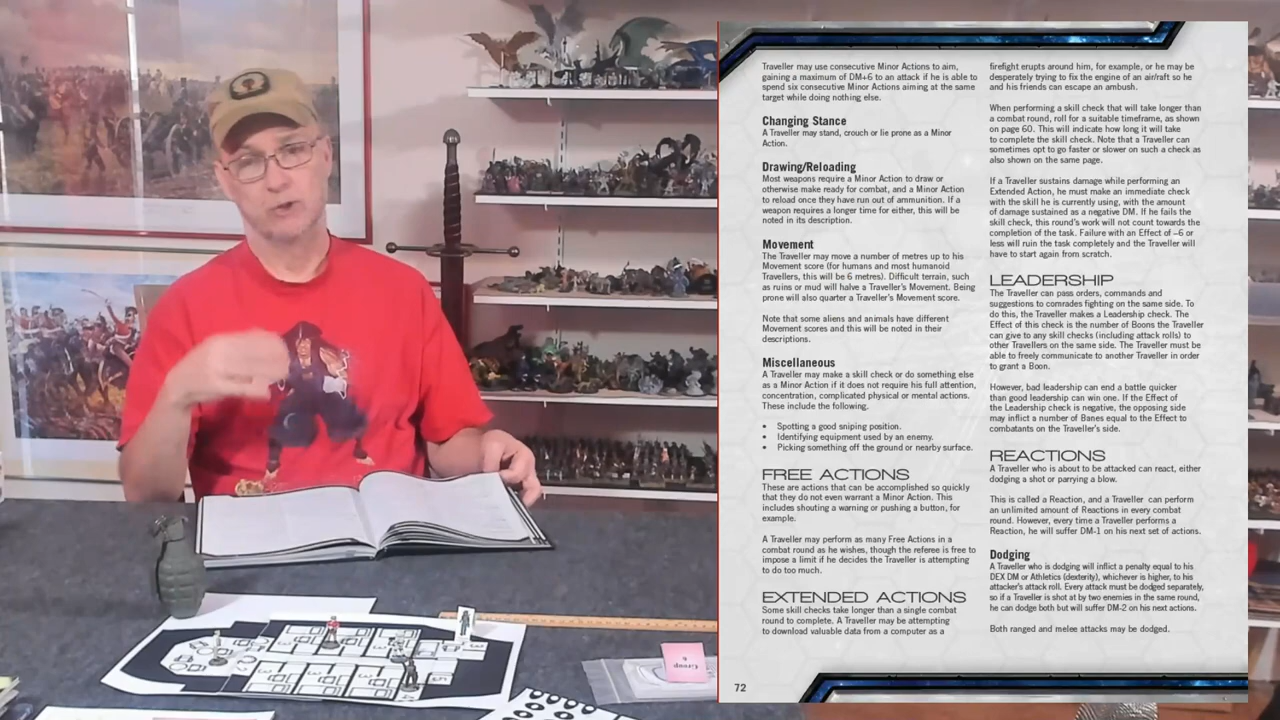 Traveller may use consecutive Minor Actions to aim,
gaining a maximum of DM+6 to an attack if he is able to
spend six consecutive Minor Actions aiming at the same
target while doing nothing else.
Changing Stance
A Traveller may stand, crouch or lie prone as a Minor
Action.
Drawing/Reloading
Most weapons require a Minor Action to draw or
otherwise make ready for combat, and a Minor Action
to reload once they have run out of ammunition. If a
weapon requires a longer time for either, this will be
noted in its description.
Movement
The Traveller may move a number of metres up to his
Movement score (for humans and most humanoid
Travellers, this will be 6 metres). Difficult terrain, such
as ruins or mud will halve a Traveller's Movement. Being
prone will also quarter a Traveller's Movement score.
Note that some aliens and animals have different
Movement scores and this will be noted in their
descriptions.
Miscellaneous
A Traveller may make a skill check or do something else
as a Minor Action if it does not require his full attention,
concentration, complicated physical or mental actions.
These include the following.
• Spotting a good sniping position.
• Identifying equipment used by an enemy.
• Picking something off the ground or nearby surface.
FREE ACTIONS
These are actions that can be accomplished so quickly
that they do not even warrant a Minor Action. This
includes shouting a warning or pushing a button, for
example.
A Traveller may perform as many Free Actions in a
combat round as he wishes, though the referee is free to
impose a limit if he decides the Traveller is attempting
to do too much.
EXTENDED ACTIONS
Some skill checks take longer than a single combat
round to complete. A Traveller may be attempting
to download valuable data from a computer as a
firefight erupts around him, for example, or he may be
desperately trying to fix the engine of an air/raft so he
and his friends can escape an ambush.
When performing a skill check that will take longer than
a combat round, roll for a suitable timeframe, as shown
on page 60. This will indicate how long it will take
to complete the skill check. Note that a Traveller can
sometimes opt to go faster or slower on such a check as
also shown on the same page.
If a Traveller sustains damage while performing an
Extended Action, he must make an immediate check
with the skill he is currently using, with the amount
of damage sustained as a negative DM. If he fails the
skill check, this round's work will not count towards the
completion of the task. Failure with an Effect of –6 or
less will ruin the task completely and the Traveller will
have to start again from scratch.
LEADERSHIP
The Traveller can pass orders, commands and
suggestions to comrades fighting on the same side. To
do this, the Traveller makes a Leadership check. The
Effect of this check is the number of Boons the Traveller
can give to any skill checks (including attack rolls) to
other Travellers on the same side. The Traveller must be
able to freely communicate to another Traveller in order
to grant a Boon.
However, bad leadership can end a battle quicker
than good leadership can win one. If the Effect of
the Leadership check is negative, the opposing side
may inflict a number of Banes equal to the Effect to
combatants on the Traveller's side.
REACTIONS
A Traveller who is about to be attacked can react, either
dodging a shot or parrying a blow.
This is called a Reaction, and a Traveller can perform
an unlimited amount of Reactions in every combat
round. However, every time a Traveller performs a
Reaction, he will suffer DM-1 on his next set of actions.
Dodging
A Traveller who is dodging will inflict a penalty equal to his
DEX DM or Athletics (dexterity), whichever is higher, to his
attacker's attack roll. Every attack must be dodged separately,
so if a Traveller is shot at by two enemies in the same round,
he can dodge both but will suffer DM-2 on his next actions.
Both ranged and melee attacks may be dodged.
72
Group